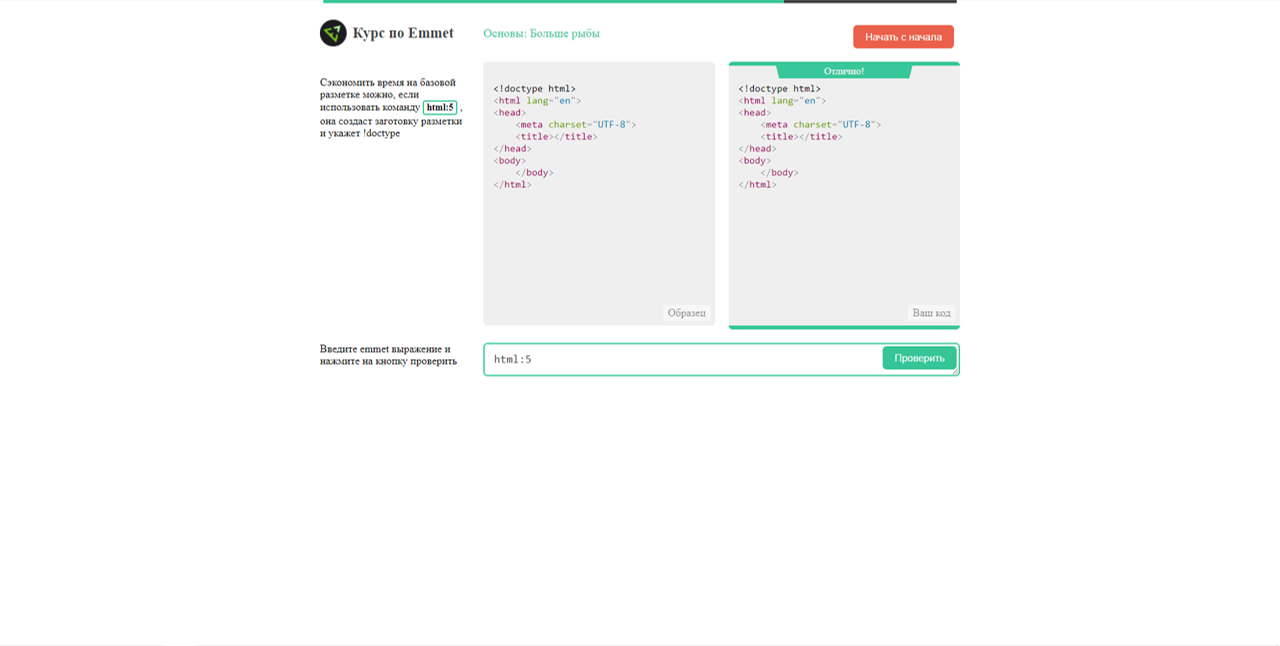 Курс по Emmet
Основы: Больше рыбы
Начать с начала
Сэкономить время на базовой
разметке можно, если
использовать команду html:5 ,
она создаст заготовку разметки
и укажет !doctype
<!doctype html>
<html lang="en">
<head>
    <meta charset="UTF-8">
    <title></title>
</head>
<body>
    </body>
</html>
Образец
Отлично!
<!doctype html>
<html lang="en">
<head>
    <meta charset="UTF-8">
    <title></title>
</head>
<body>
    </body>
</html>
Ваш код
Введите emmet выражение и
нажмите на кнопку проверить
html:5
Проверить